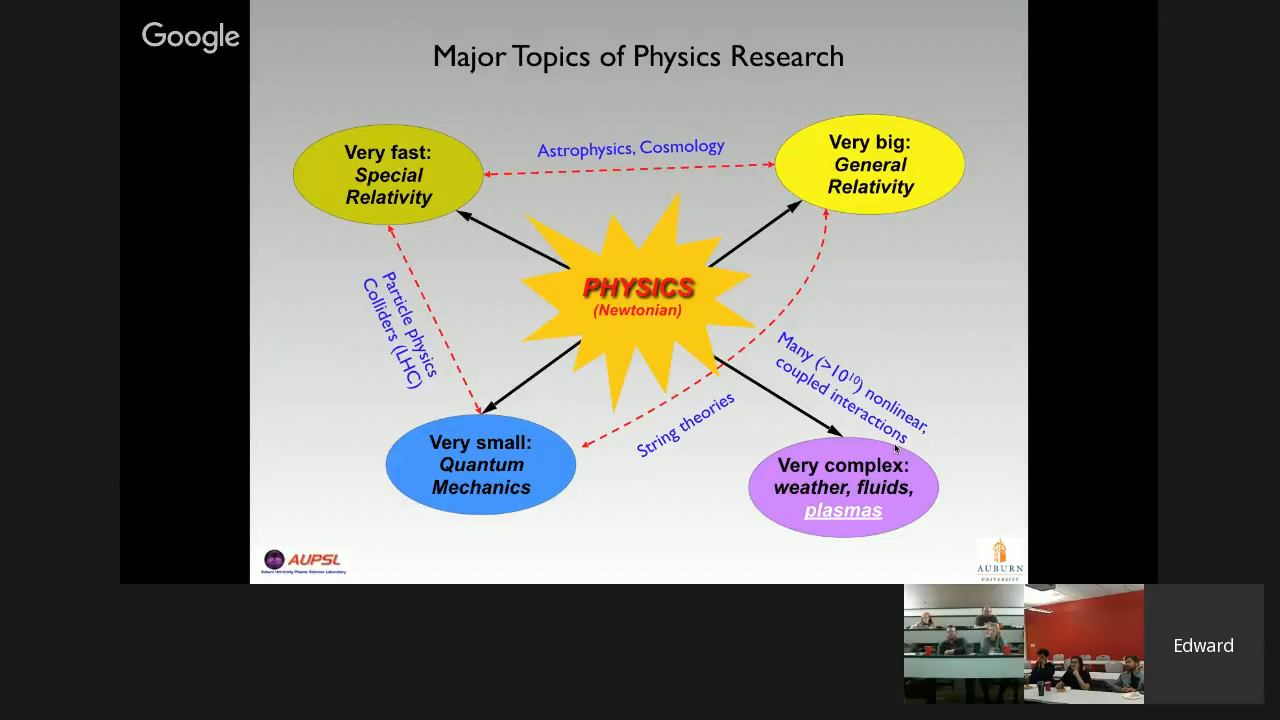 Google
Major Topics of Physics Research
Very fast:
Special
Relativity
Astrophysics, Cosmology
Very big:
General
Relativity
PHYSICS
(Newtonian)
Particle physics
Colliders (LHC)
Many (>10¹⁰) nonlinear,
coupled interactions
String theories
Very small:
Quantum
Mechanics
Very complex:
weather, fluids,
plasmas
AUPSL
Auburn University Plasma Sciences Laboratory
AUBURN
UNIVERSITY
Edward